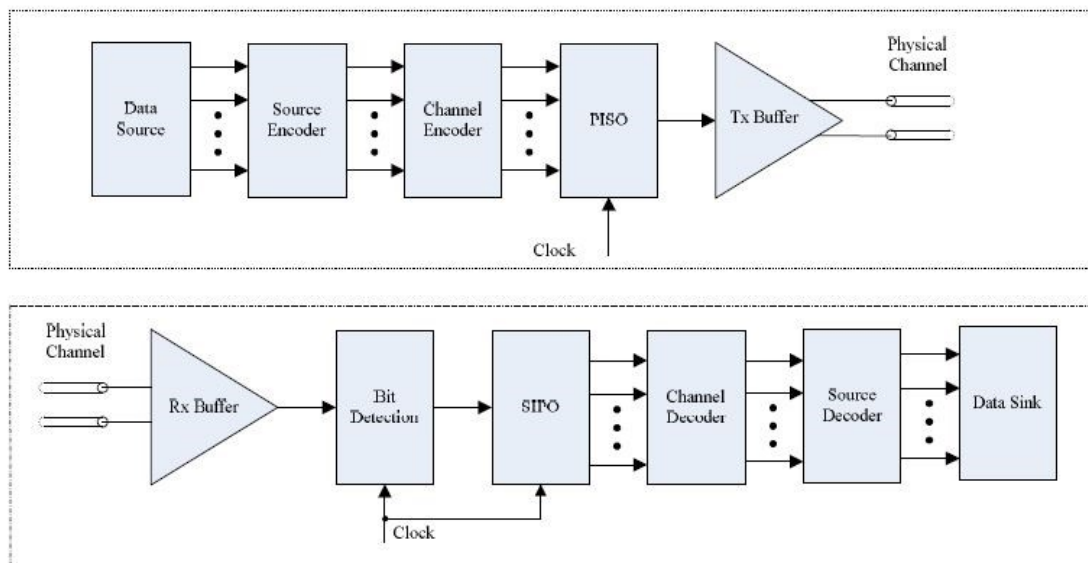 Data
Source
Source
Encoder
Channel
Encoder
PISO
Tx Buffer
Physical
Channel
Clock
Physical
Channel
Rx Buffer
Bit
Detection
SIPO
Channel
Decoder
Source
Decoder
Data Sink
Clock